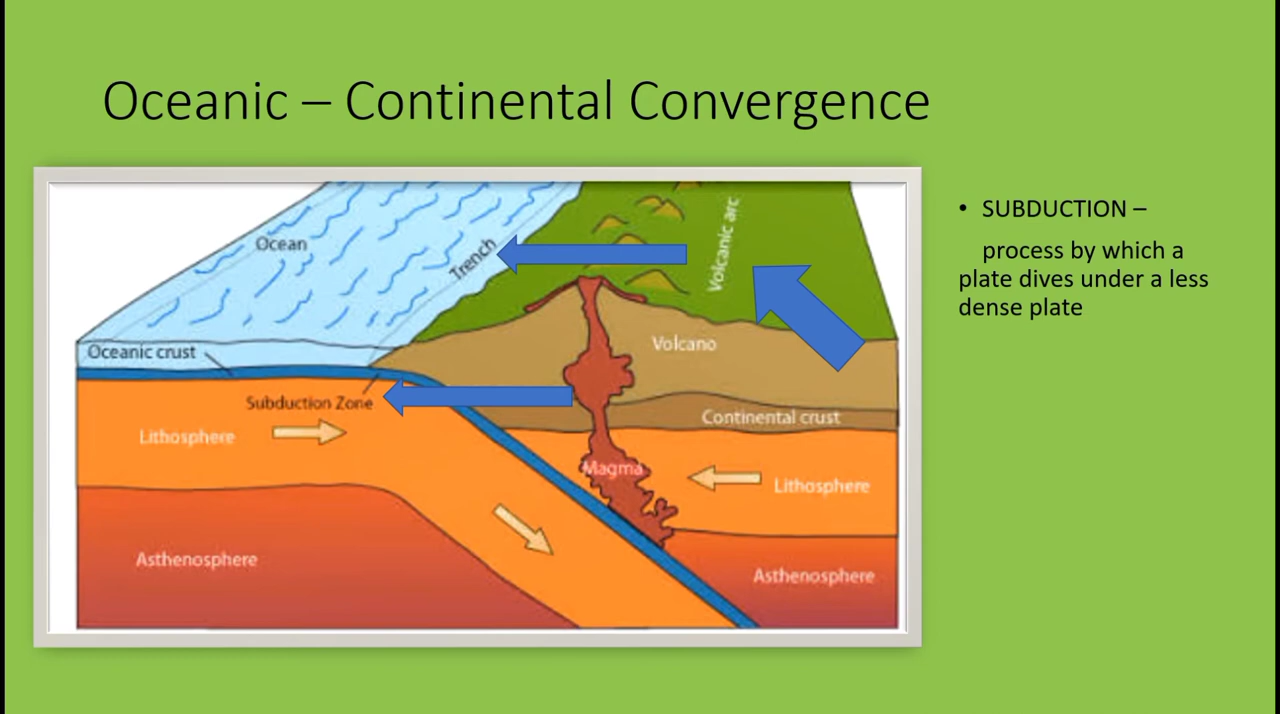 Oceanic – Continental Convergence
Ocean
Trench
Volcanic arc
Oceanic crust
Volcano
Subduction Zone
Continental crust
Lithosphere
Magma
Lithosphere
Asthenosphere
Asthenosphere
• SUBDUCTION –
process by which a
plate dives under a less
dense plate